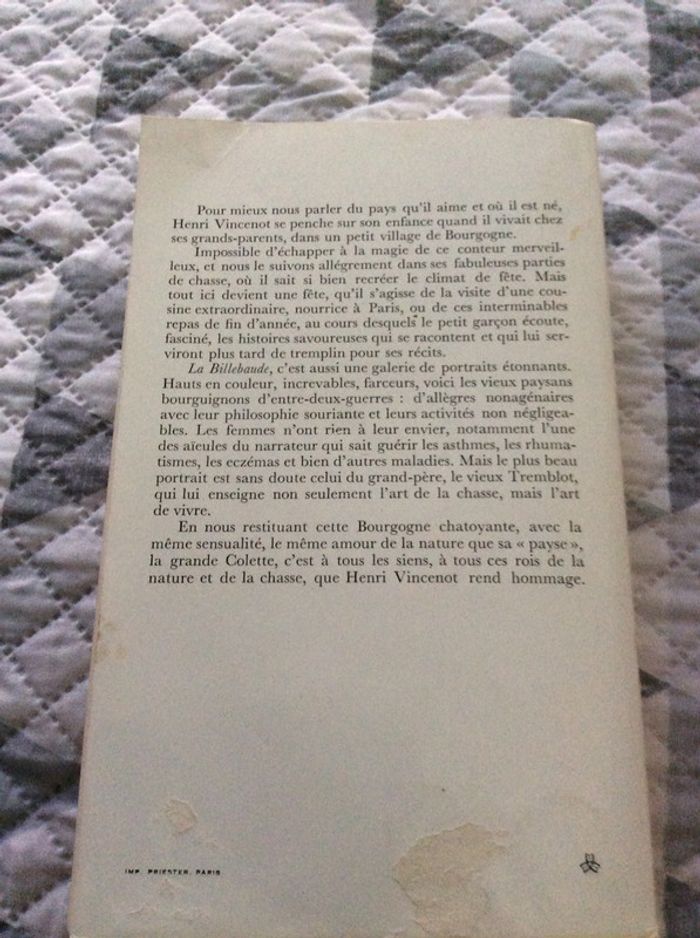 Pour mieux nous parler du pays qu'il aime et où il est né,
Henri Vincenot se penche sur son enfance quand il vivait chez
ses grands-parents, dans un petit village de Bourgogne.
Impossible d'échapper à la magie de ce conteur merveil-
leux, et nous le suivons allégrement dans ses fabuleuses parties
de chasse, où il sait si bien recréer le climat de fête. Mais
tout ici devient une fête, qu'il s'agisse de la visite d'une cou-
sine extraordinaire, nourrice à Paris, ou de ces interminables
repas de fin d'année, au cours desquels le petit garçon écoute,
fasciné, les histoires savoureuses qui se racontent et qui lui ser-
viront plus tard de tremplin pour ses récits.
La Billebaude, c'est aussi une galerie de portraits étonnants.
Hauts en couleur, increvables, farceurs, voici les vieux paysans
bourguignons d'entre-deux-guerres : d'allègres nonagénaires
avec leur philosophie souriante et leurs activités non négligea-
bles. Les femmes n'ont rien à leur envier, notamment l'une
des aïeules du narrateur qui sait guérir les asthmes, les rhuma-
tismes, les eczémas et bien d'autres maladies. Mais le plus beau
portrait est sans doute celui du grand-père, le vieux Tremblot,
qui lui enseigne non seulement l'art de la chasse, mais l'art
de vivre.
En nous restituant cette Bourgogne chatoyante, avec la
même sensualité, le même amour de la nature que sa « payse »,
la grande Colette, c'est à tous les siens, à tous ces rois de la
nature et de la chasse, que Henri Vincenot rend hommage.
IMP. PRIESTER, PARIS